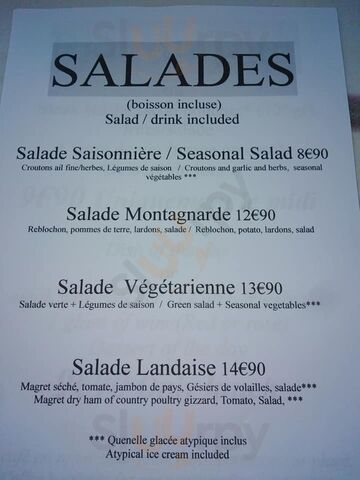 SALADES
(boisson incluse)
Salad / drink included
Salade Saisonnière / Seasonal Salad 8€90
Croutons ail fine/herbes, Légumes de saison / Croutons and garlic and herbs, seasonal
végétables ***
Salade Montagnarde 12€90
Reblochon, pommes de terre, lardons, salade / Reblochon, potato, lardons, salad
Salade Végétarienne 13€90
Salade verte + Légumes de saison / Green salad + Seasonal vegetables***
Salade Landaise 14€90
Magret séché, tomate, jambon de pays, Gésiers de volailles, salade***
Magret dry ham of country poultry gizzard, Tomato, Salad, ***
*** Quenelle glacée atypique inclus
Atypical ice cream included